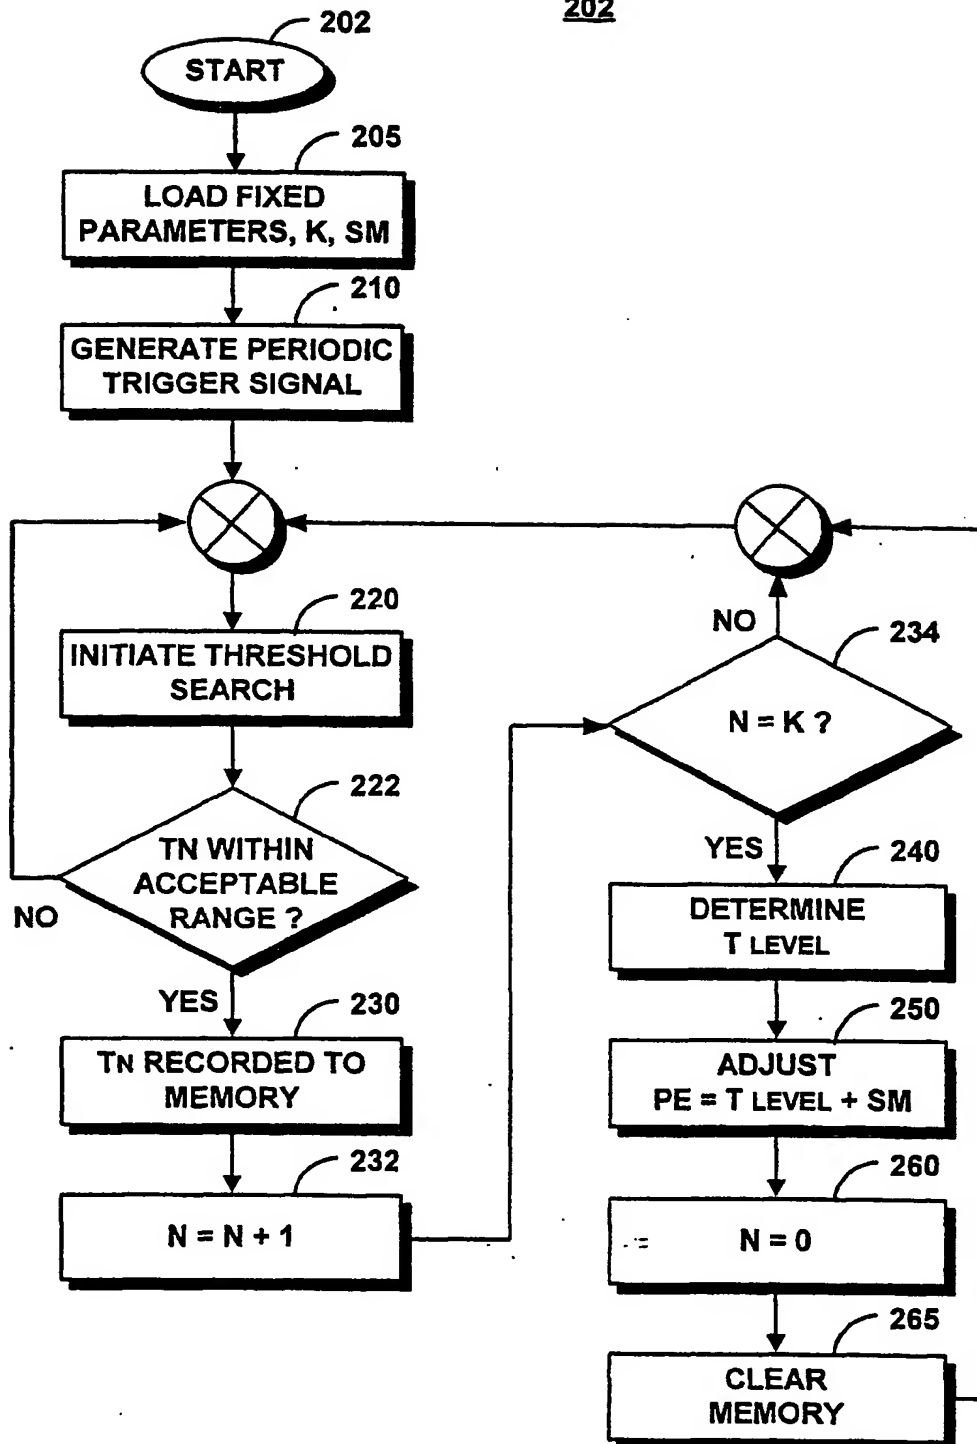 202
202
START
205
LOAD FIXED
PARAMETERS, K, SM
210
GENERATE PERIODIC
TRIGGER SIGNAL
220
INITIATE THRESHOLD
SEARCH
222
TN WITHIN
ACCEPTABLE
RANGE ?
NO
YES
230
TN RECORDED TO
MEMORY
232
N = N + 1
234
N = K ?
NO
YES
240
DETERMINE
T LEVEL
250
ADJUST
PE = T LEVEL + SM
260
N = 0
265
CLEAR
MEMORY